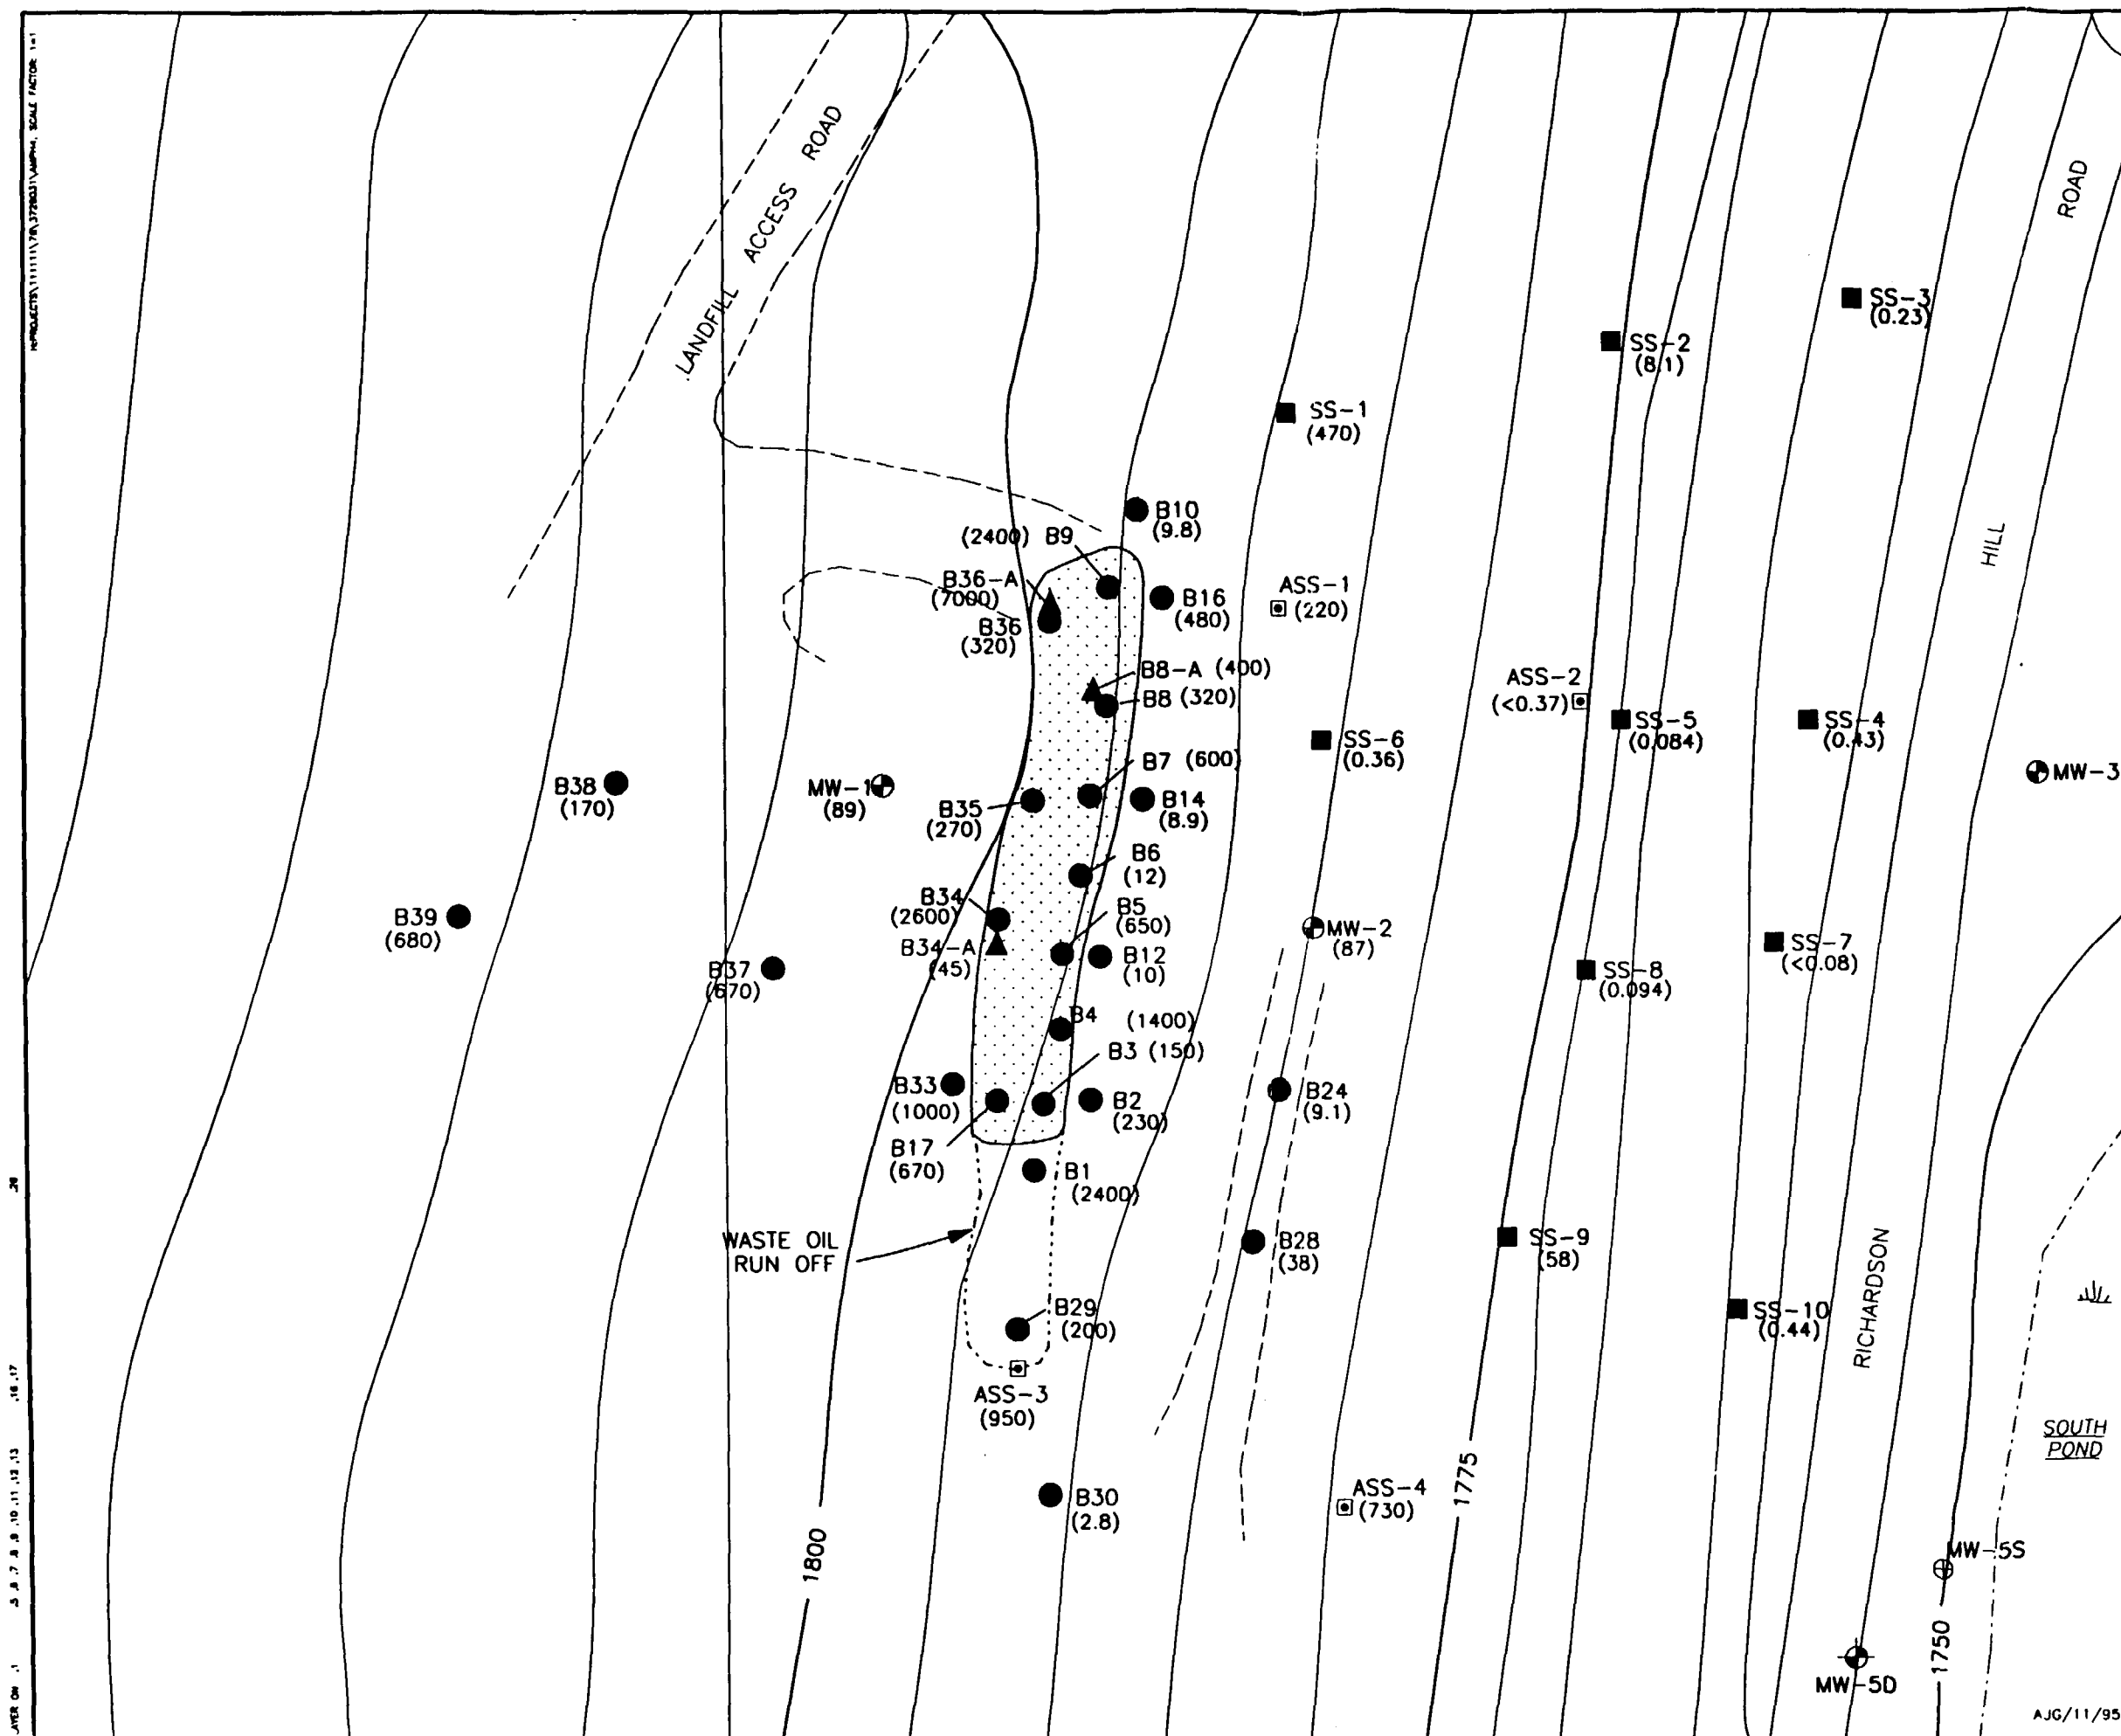 SCALE FACTOR: 1=1
LANDFILL ACCESS ROAD
ROAD
SS-3
(0.23)
SS-2
(8.1)
SS-1
(470)
B10
(9.8)
(2400) B9
HILL
B36-A
(7000)
B36
(320)
B16
(480)
ASS-1
(220)
B8-A (400)
B8 (320)
ASS-2
(<0.37)
SS-5
(0.084)
SS-4
(0.43)
SS-6
(0.36)
B7 (600)
MW-3
B38
(170)
MW-1
(89)
B35
(270)
B14
(8.9)
B6
(12)
B34
(2600)
B5
(650)
B39
(680)
MW-2
(87)
B34-A
(45)
B12
(10)
SS-7
(<0.08)
B37
(670)
SS-8
(0.094)
B4 (1400)
B3 (150)
B33
(1000)
B2
(230)
B24
(9.1)
B17
(670)
B1
(2400)
WASTE OIL
RUN OFF
B28
(38)
SS-9
(58)
B29
(200)
SS-10
(0.44)
RICHARDSON
ASS-3
(950)
SOUTH
POND
1775
B30
(2.8)
ASS-4
(730)
1800
MW-5S
1750
MW-5D
AJG/11/95